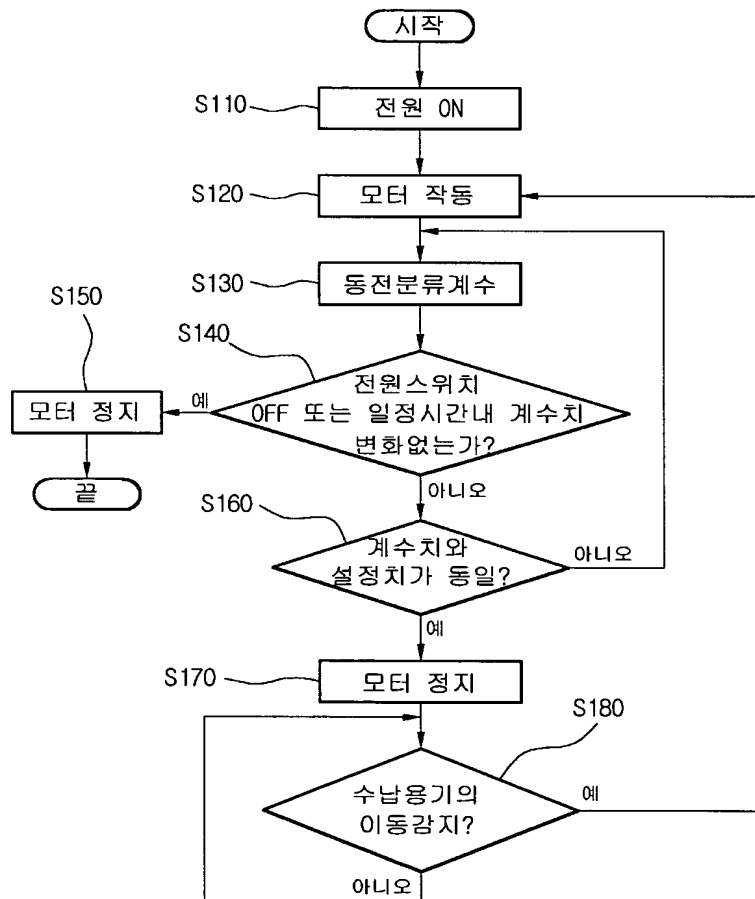 시작
S110
전원 ON
S120
모터 작동
S130
동전분류계수
S150
S140
모터 정지
예
전원스위치
OFF 또는 일정시간내 계수치
변화없는가?
끝
아니오
S160
계수치와
설정치가 동일?
아니오
예
S170
모터 정지
S180
수납용기의
이동감지?
예
아니오